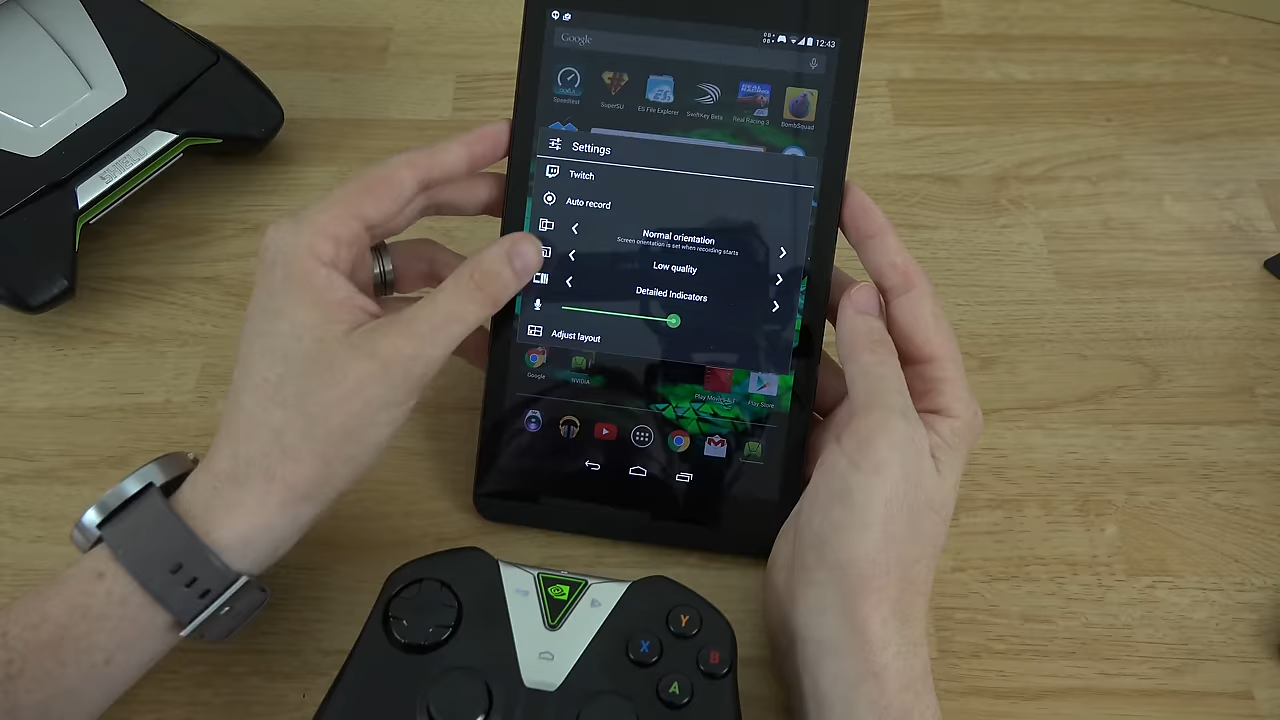 12:43
Google
Speedtest
SuperSU
ES File Explorer
SwiftKey Beta
Real Racing 3
BombSquad
Settings
Twitch
Auto record
Normal orientation
Screen orientation is set when recording starts
Low quality
Detailed Indicators
Adjust layout
Google
NVIDIA
Play Movies &
Play Store
SHIELD
Y
X
B
A